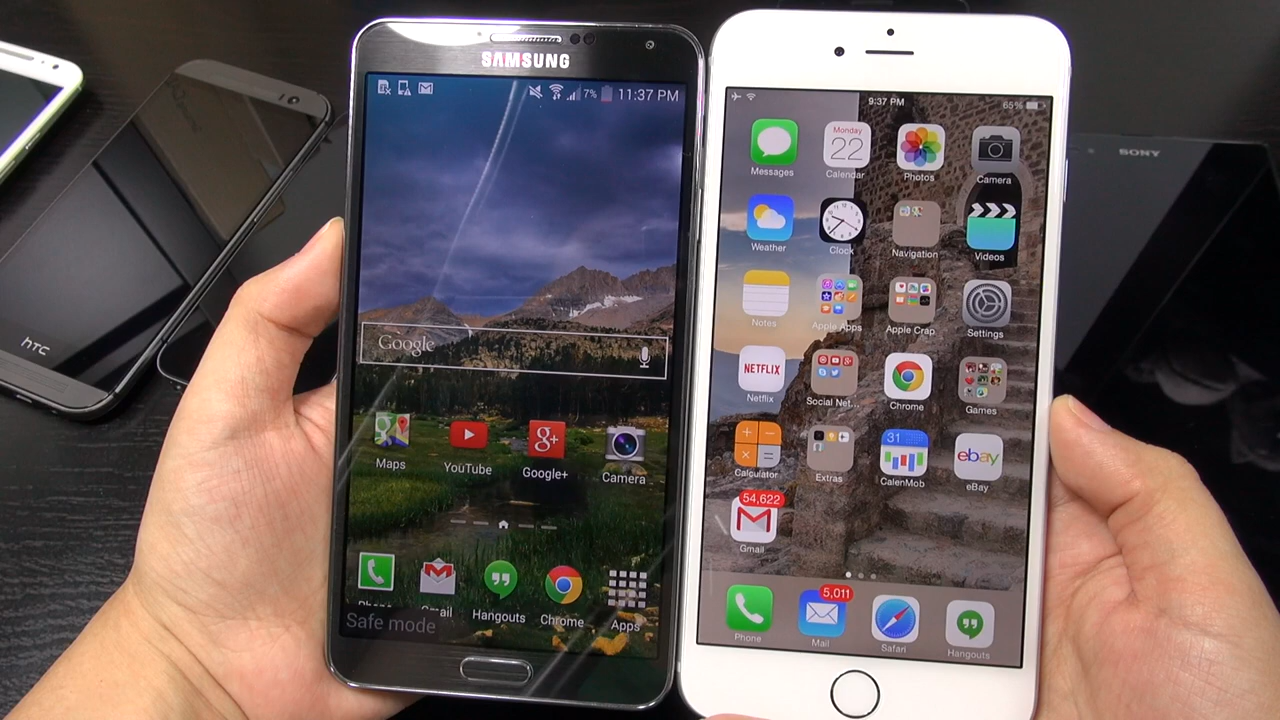 SAMSUNG
7% 11:37 PM
Google
Maps
YouTube
Google+
Camera
Phone
Gmail
Hangouts
Chrome
Apps
Safe mode
9:37 PM
65%
Monday
22
Messages
Calendar
Photos
Camera
Weather
Clock
Navigation
Videos
Notes
Apple Apps
Apple Crap
Settings
NETFLIX
Netflix
Social Net...
Chrome
Games
31
ebay
Calculator
Extras
CalenMob
eBay
54,622
Gmail
5,011
Phone
Mail
Safari
Hangouts
hTC
SONY